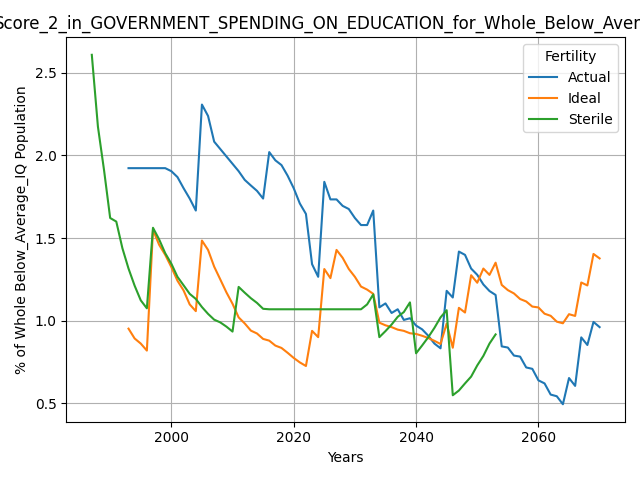 Score_2_in_GOVERNMENT_SPENDING_ON_EDUCATION_for_Whole_Below_Aver
% of Whole Below_Average_IQ Population
2.5
2.0
1.5
1.0
0.5
Fertility
Actual
Ideal
Sterile
2000
2020
2040
2060
Years